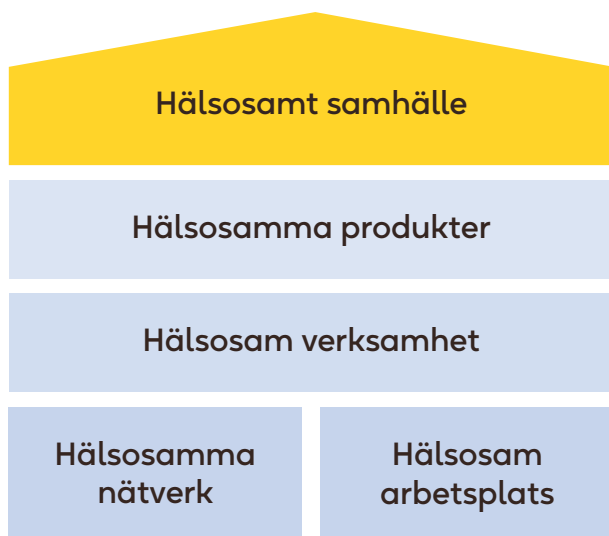 Hälsosamt samhälle
Hälsosamma produkter
Hälsosam verksamhet
Hälsosamma
nätverk
Hälsosam
arbetsplats